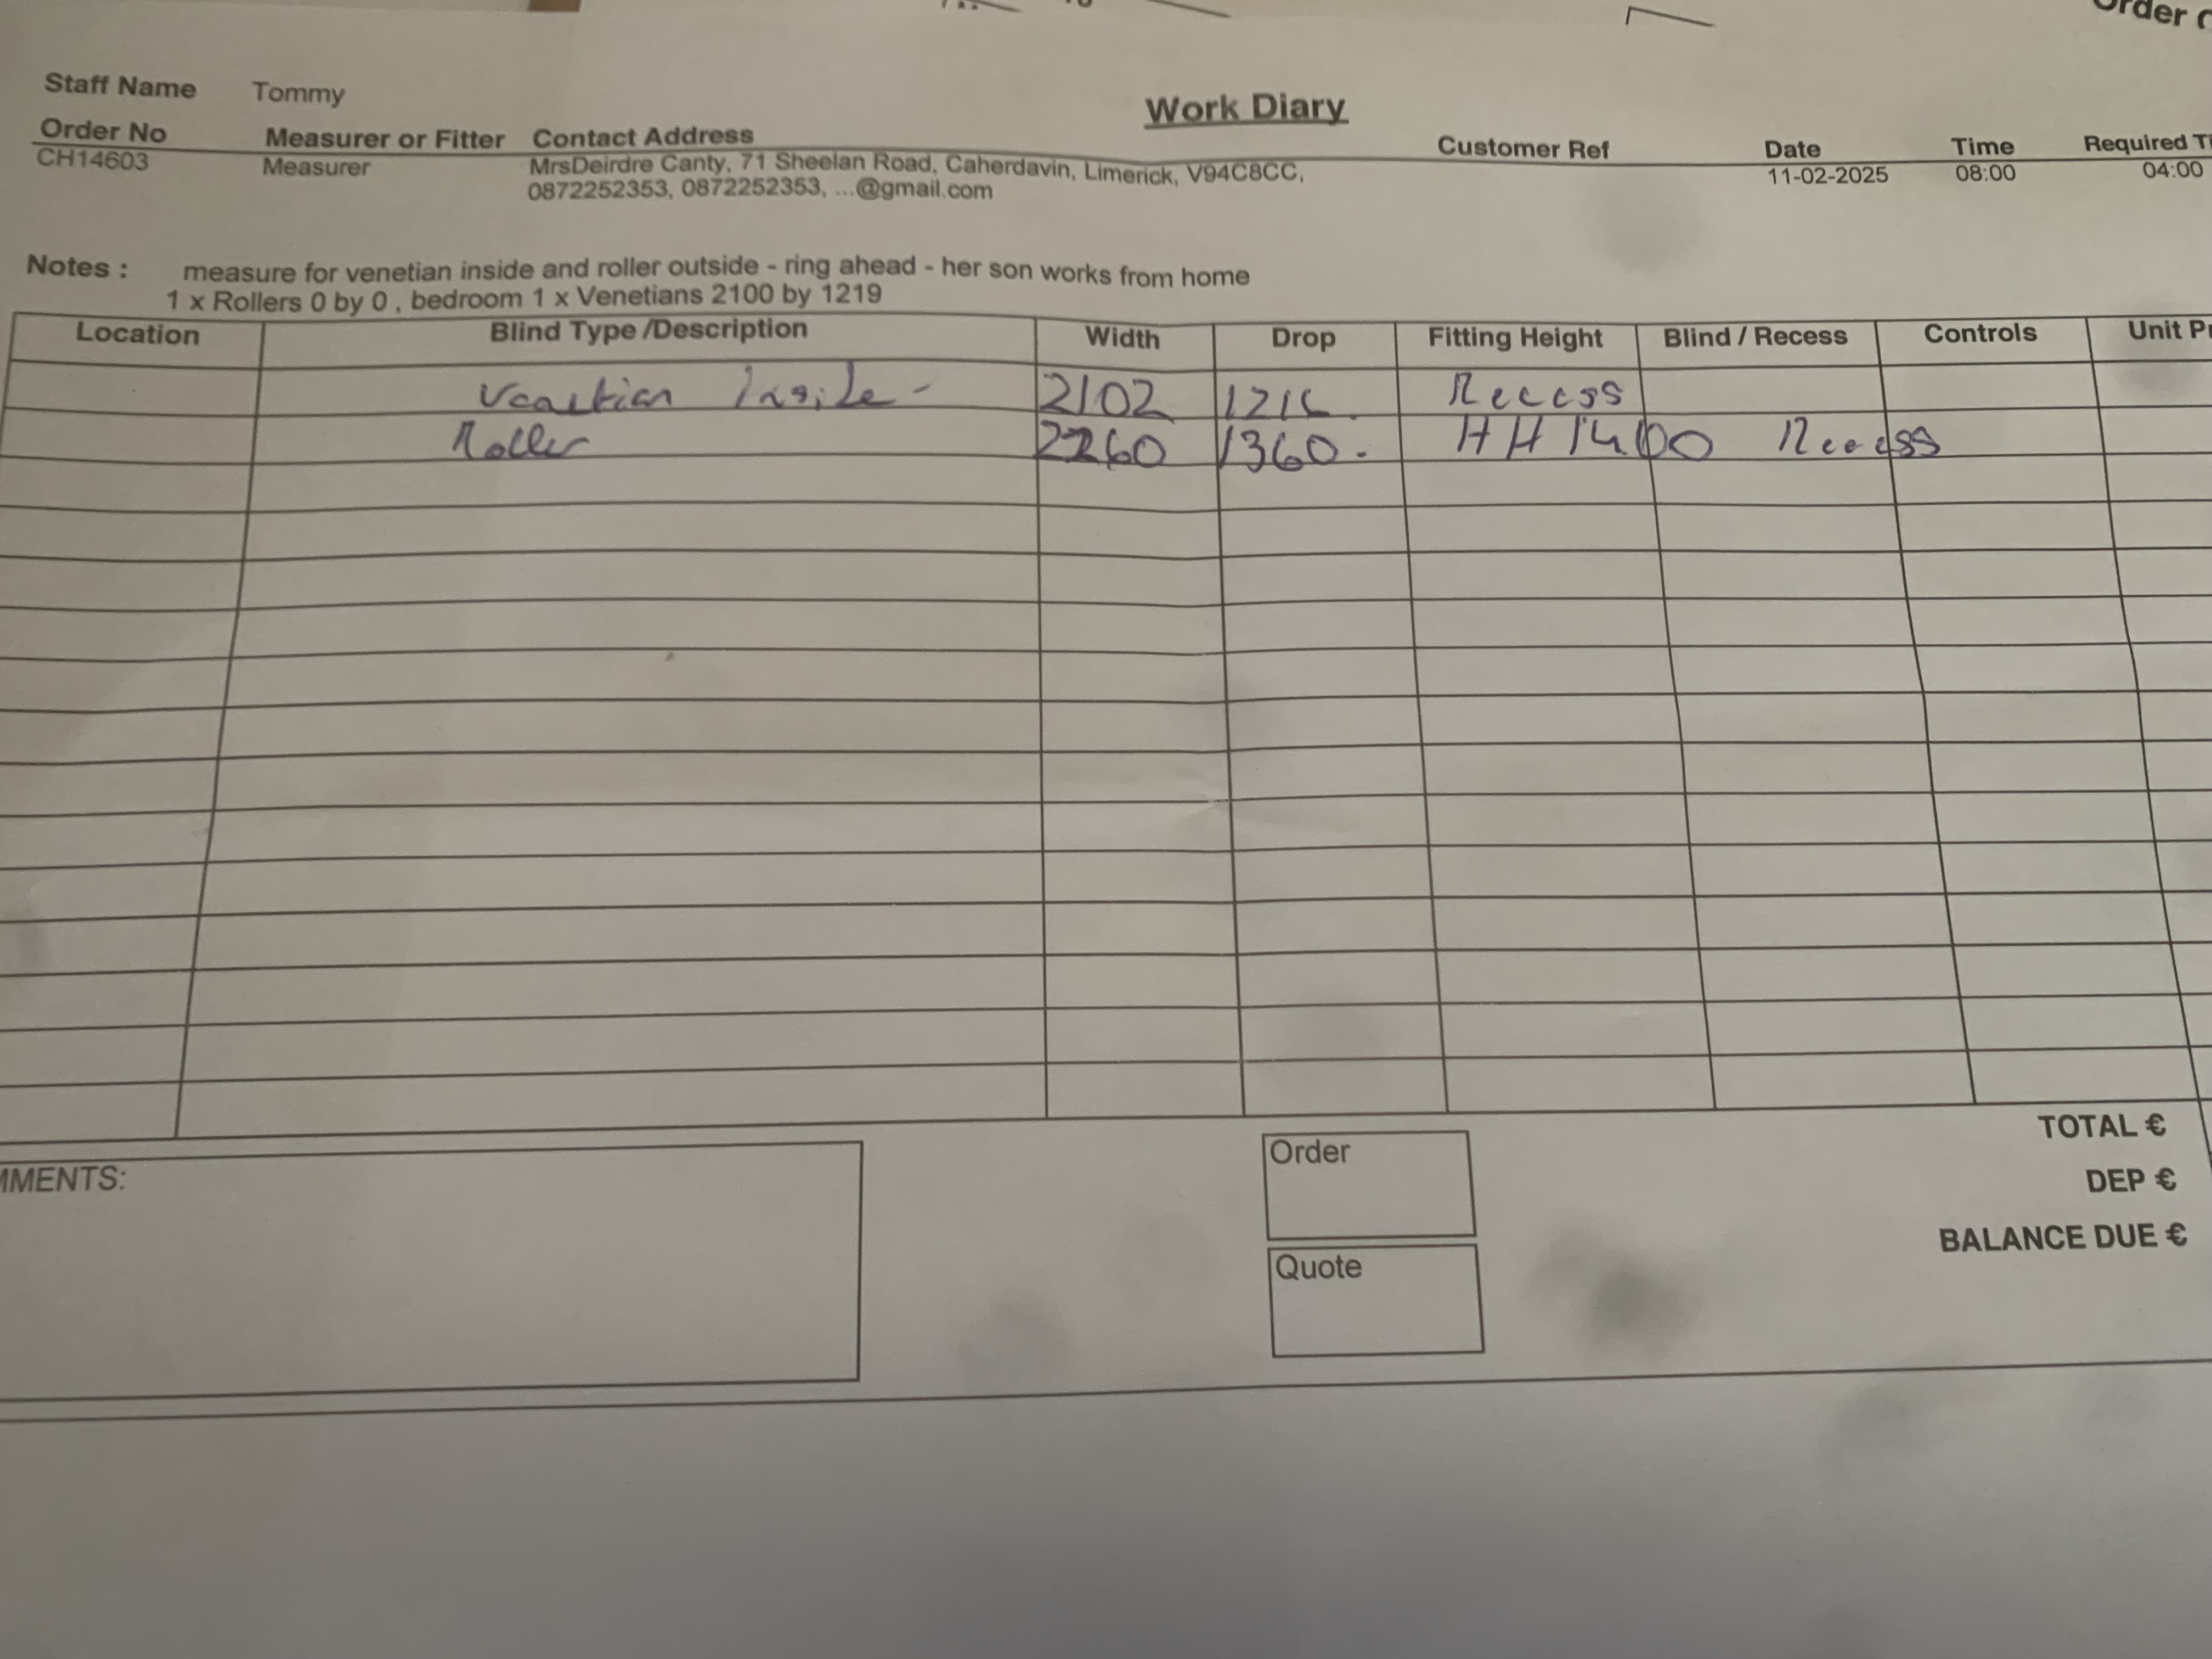 Order
Staff Name Tommy
Work Diary
Order No Measurer or Fitter Contact Address Customer Ref Date Time Required
CH14603 Measurer MrsDeirdre Canty, 71 Sheelan Road, Caherdavin, Limerick, V94C8CC, 11-02-2025 08:00 04:00
0872252353, 0872252353, ...@gmail.com
Notes : measure for venetian inside and roller outside - ring ahead - her son works from home
1 x Rollers 0 by 0 , bedroom 1 x Venetians 2100 by 1219
Location Blind Type /Description Width Drop Fitting Height Blind / Recess Controls Unit
Venetian Inside - 2102 Recess
Roller 2260 1360. HH 1400 Recess
MMENTS:
Order
Quote
TOTAL €
DEP €
BALANCE DUE €